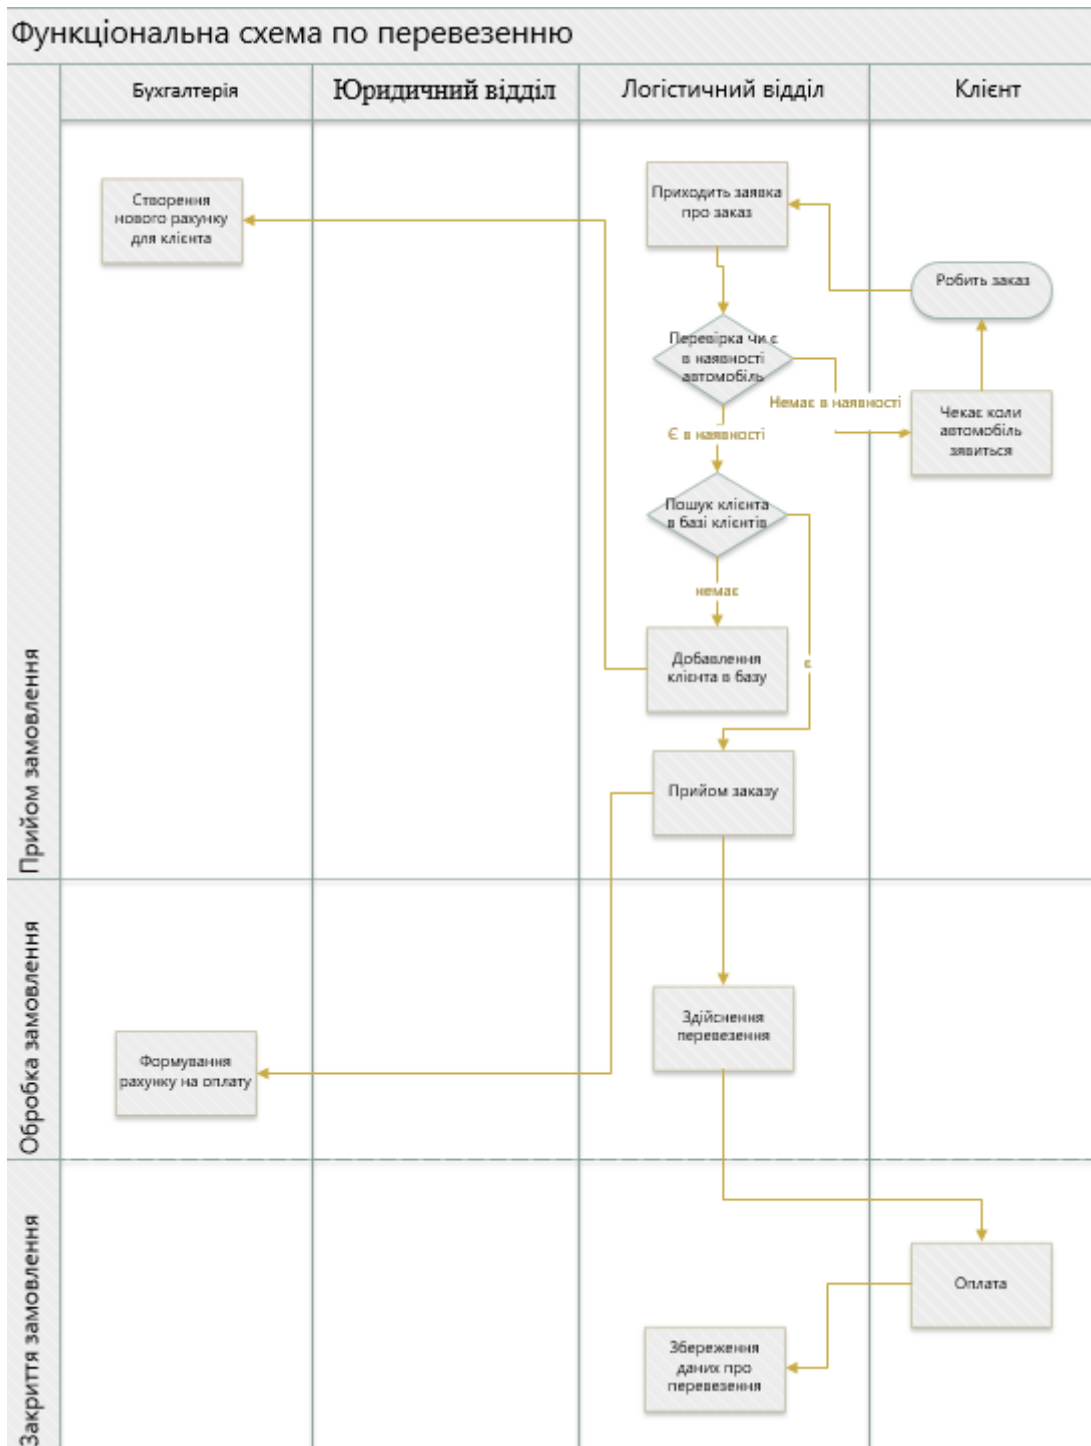 Функціональна схема по перевезенню
Бухгалтерія
Юридичний відділ
Логістичний відділ
Клієнт
Прийом замовлення
Створення
нового рахунку
для клієнта
Приходить заявка
про заказ
Робить заказ
Перевірка чи є
в наявності
автомобіль
Немає в наявності
Чекає коли
автомобіль
зявиться
Є в наявності
Пошук клієнта
в базі клієнтів
немає
є
Добавлення
клієнта в базу
Прийом заказу
Обробка замовлення
Здійснення
перевезення
Формування
рахунку на оплату
Закриття замовлення
Оплата
Збереження
даних про
перевезення